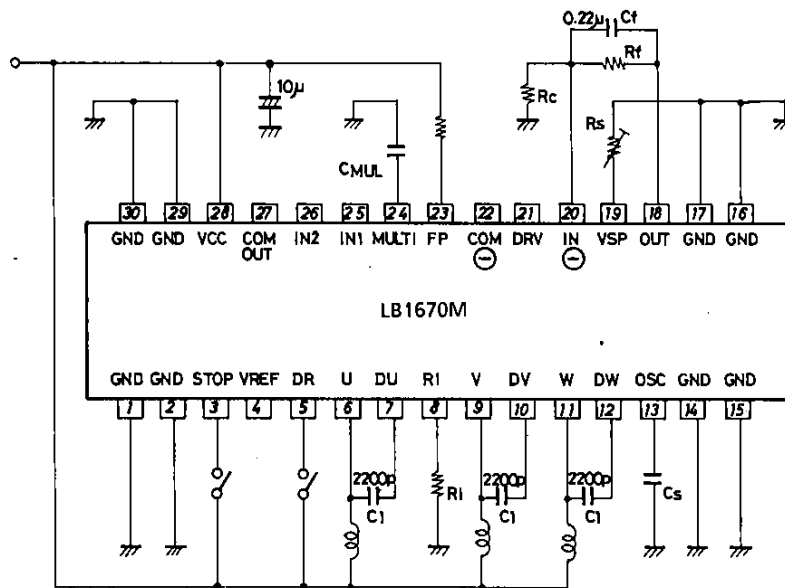 0.22μ Cf
Rf
10μ
Rc
Rs
CMUL
30 29 28 27 26 25 24 23 22 21 20 19 18 17 16
GND GND VCC COM OUT IN2 IN1 MULTI FP COM ⊖ DRV IN ⊖ VSP OUT GND GND
LB1670M
GND GND STOP VREF DR U DU R1 V DV W DW OSC GND GND
1 2 3 4 5 6 7 8 9 10 11 12 13 14 15
2200p 2200p 2200p
C1 Ri C1 C1 Cs